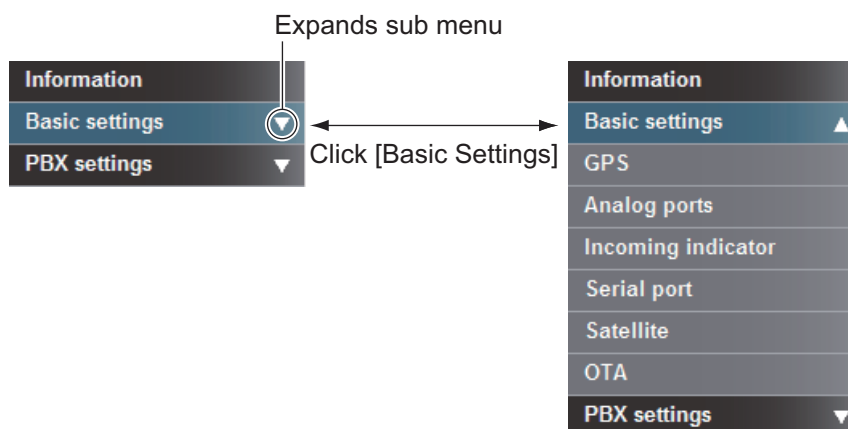 Expands sub menu
Information
Basic settings
PBX settings
Click [Basic Settings]
Information
Basic settings
GPS
Analog ports
Incoming indicator
Serial port
Satellite
OTA
PBX settings